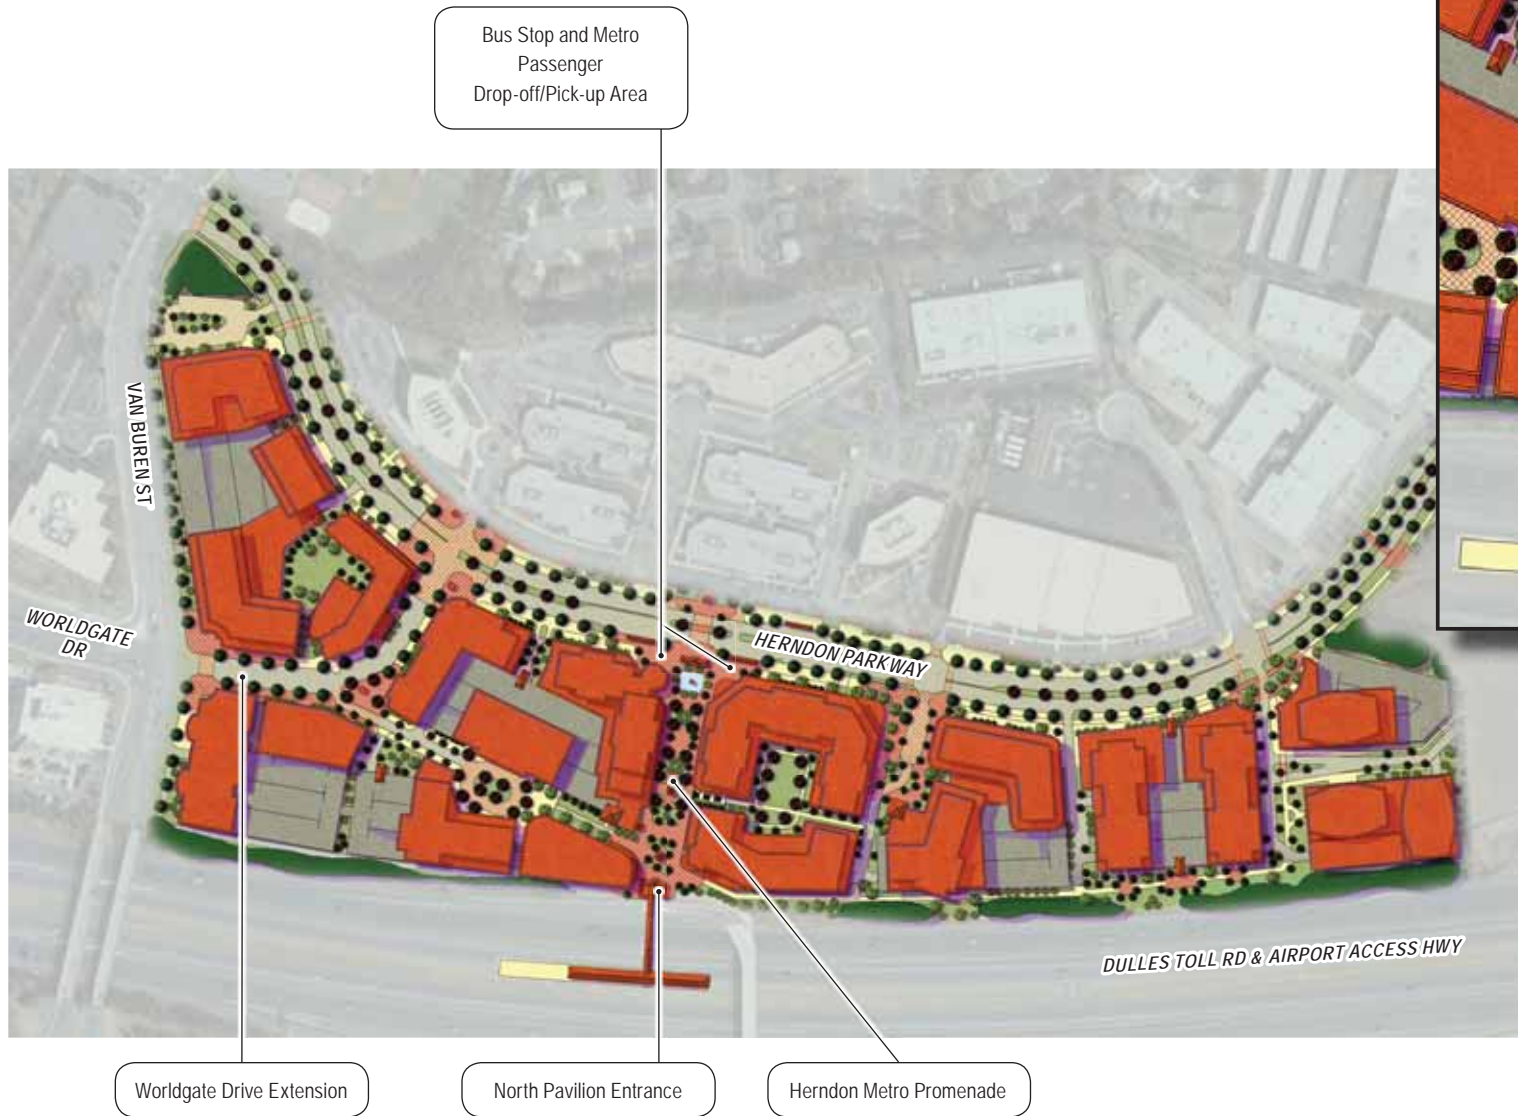 Bus Stop and Metro
Passenger
Drop-off/Pick-up Area
VAN BUREN ST
WORLDGATE
DR
HERNDON PARKWAY
DULLES TOLL RD & AIRPORT ACCESS HWY
Worldgate Drive Extension
North Pavilion Entrance
Herndon Metro Promenade